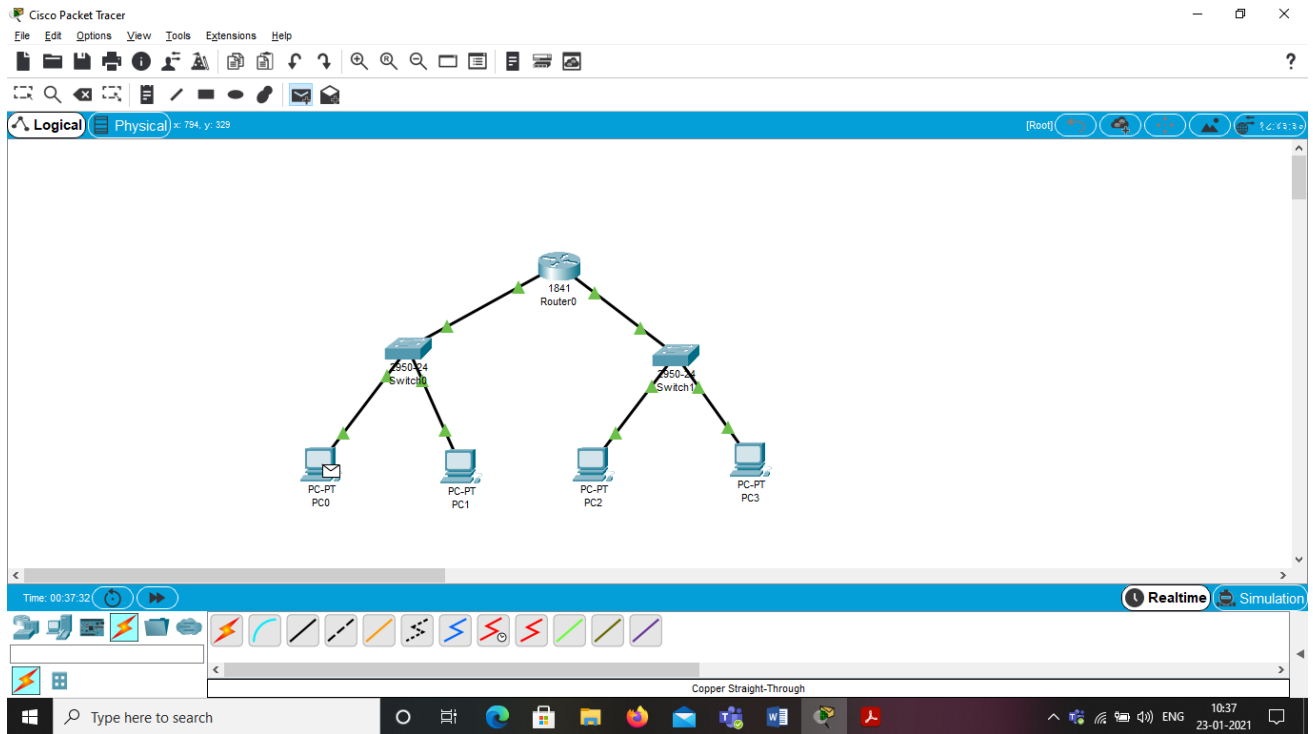 Cisco Packet Tracer
File Edit Options View Tools Extensions Help
?
Logical Physical x: 794, y: 329 [Root]
1841
Router0
2950-24
Switch0
2950-24
Switch1
PC-PT
PC0
PC-PT
PC1
PC-PT
PC2
PC-PT
PC3
Time: 00:37:32 Realtime Simulation
Copper Straight-Through
Type here to search ENG 10:37
23-01-2021